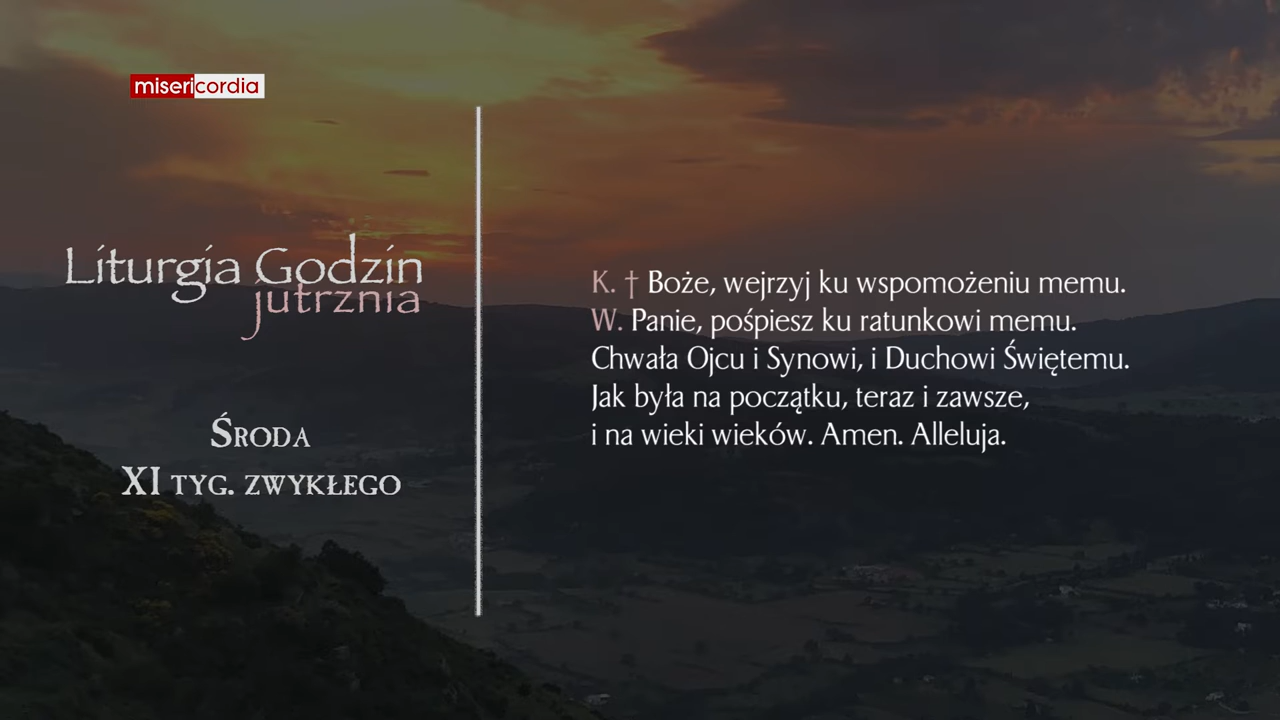 misericordia
Liturgia Godzin
jutrznia
Środa
XI tyg. zwykłego
K. † Boże, wejrzyj ku wspomożeniu memu.
W. Panie, pośpiesz ku ratunkowi memu.
Chwała Ojcu i Synowi, i Duchowi Świętemu.
Jak była na początku, teraz i zawsze,
i na wieki wieków. Amen. Alleluja.